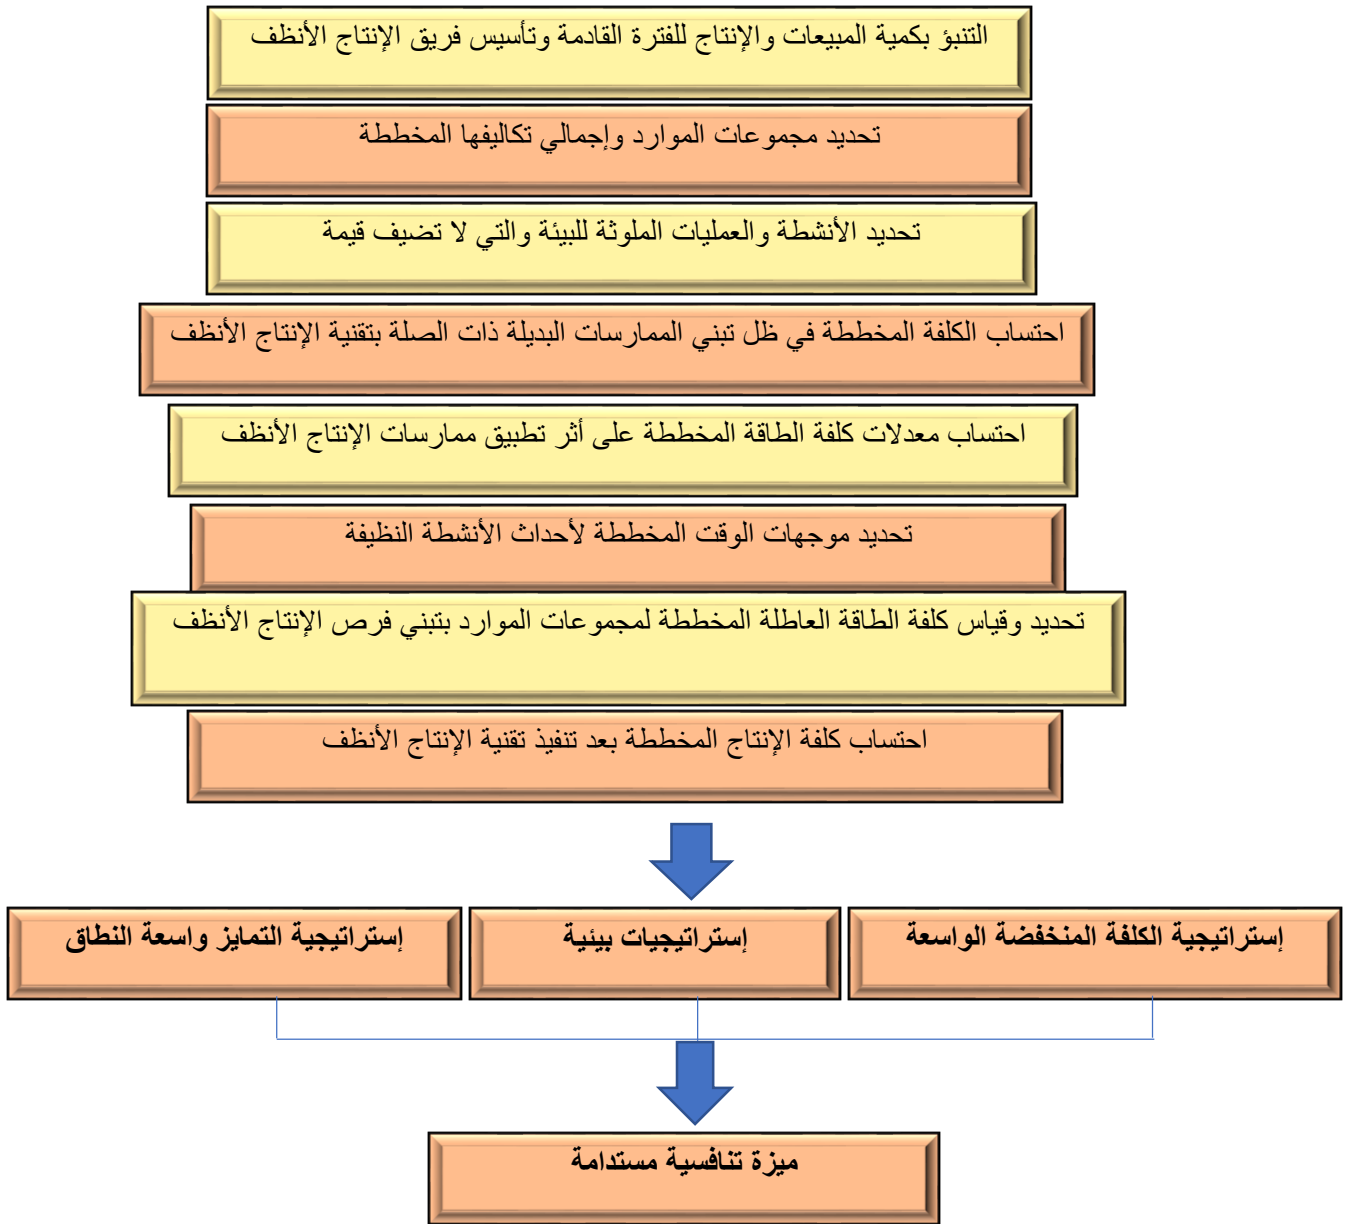 التنبؤ بكمية المبيعات والإنتاج للفترة القادمة وتأسيس فريق الإنتاج الأنظف
تحديد مجموعات الموارد وإجمالي تكاليفها المخططة
تحديد الأنشطة والعمليات الملوثة للبيئة والتي لا تضيف قيمة
احتساب الكلفة المخططة في ظل تبني الممارسات البديلة ذات الصلة بتقنية الإنتاج الأنظف
احتساب معدلات كلفة الطاقة المخططة على أثر تطبيق ممارسات الإنتاج الأنظف
تحديد موجهات الوقت المخططة لأحداث الأنشطة النظيفة
تحديد وقياس كلفة الطاقة العاطلة المخططة لمجموعات الموارد بتبني فرص الإنتاج الأنظف
احتساب كلفة الإنتاج المخططة بعد تنفيذ تقنية الإنتاج الأنظف
إستراتيجية الكلفة المنخفضة الواسعة
إستراتيجيات بيئية
إستراتيجية التمايز واسعة النطاق
ميزة تنافسية مستدامة